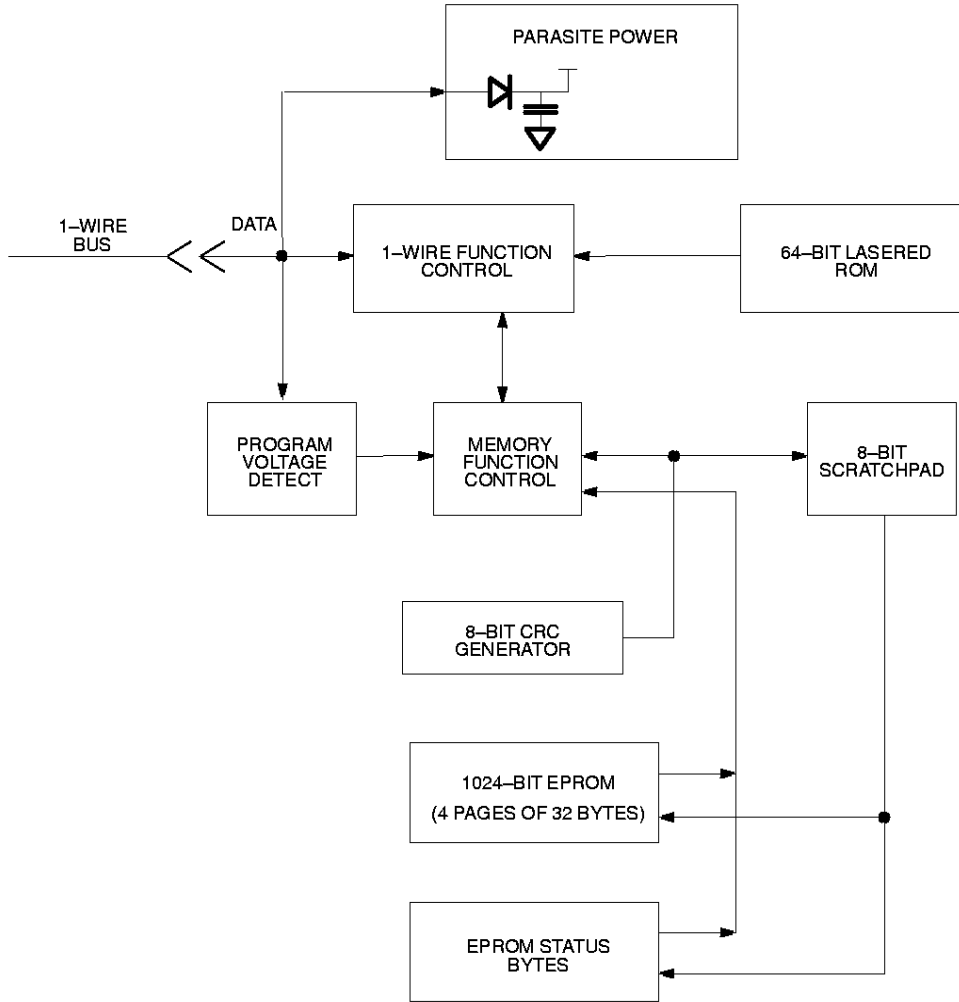 PARASITE POWER
1–WIRE
BUS
DATA
1–WIRE FUNCTION
CONTROL
64–BIT LASERED
ROM
PROGRAM
VOLTAGE
DETECT
MEMORY
FUNCTION
CONTROL
8–BIT
SCRATCHPAD
8–BIT CRC
GENERATOR
1024–BIT EPROM
(4 PAGES OF 32 BYTES)
EPROM STATUS
BYTES